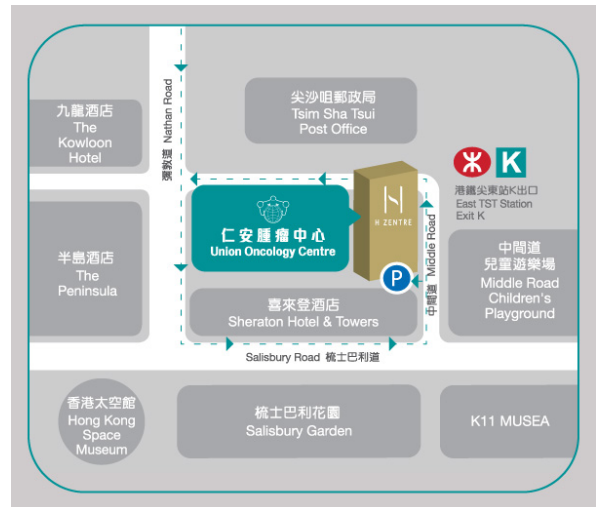 彌敦道 Nathan Road
九龍酒店
The
Kowloon
Hotel
尖沙咀郵政局
Tsim Sha Tsui
Post Office
K
港鐵尖東站K出口
East TST Station
Exit K
仁安腫瘤中心
Union Oncology Centre
H
H ZENTRE
P
中間道 Middle Road
半島酒店
The
Peninsula
中間道
兒童遊樂場
Middle Road
Children's
Playground
喜來登酒店
Sheraton Hotel & Towers
Salisbury Road 梳士巴利道
香港太空館
Hong Kong
Space
Museum
梳士巴利花園
Salisbury Garden
K11 MUSEA